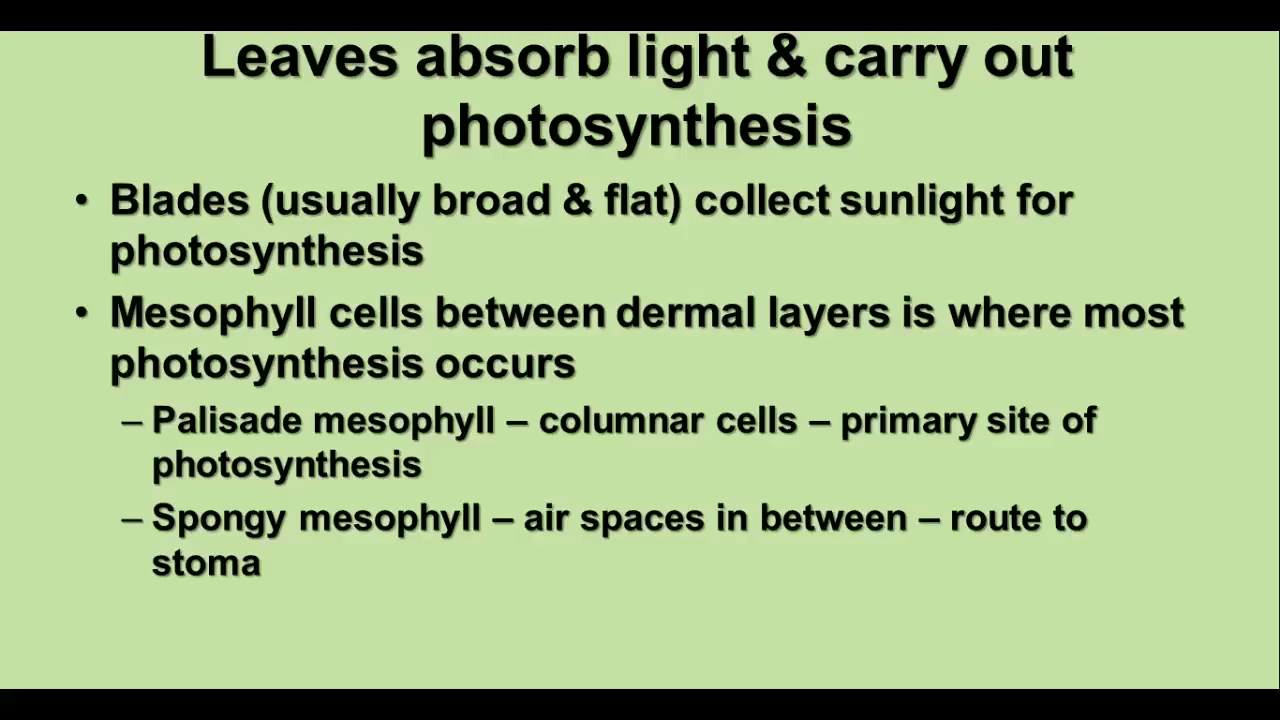 Leaves absorb light & carry out
photosynthesis
• Blades (usually broad & flat) collect sunlight for
photosynthesis
• Mesophyll cells between dermal layers is where most
photosynthesis occurs
– Palisade mesophyll – columnar cells – primary site of
photosynthesis
– Spongy mesophyll – air spaces in between – route to
stoma